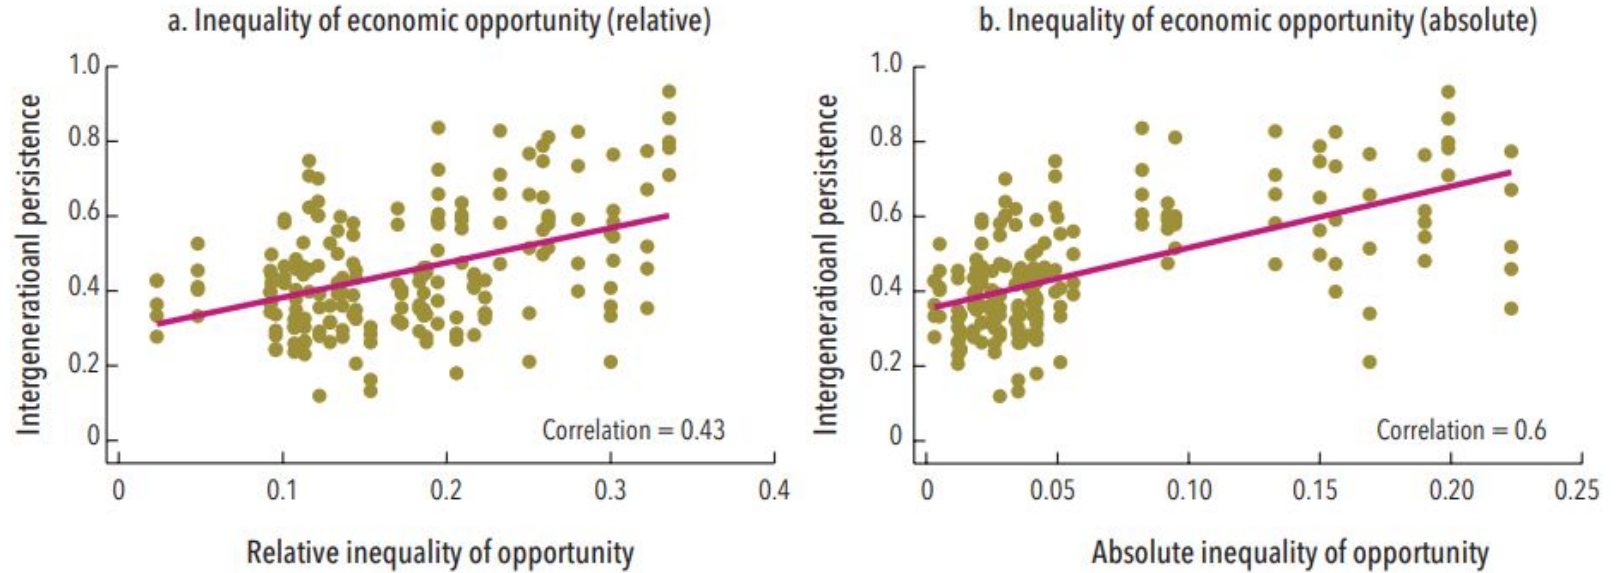 a. Inequality of economic opportunity (relative)
Intergeneratioanl persistence
1.0
0.8
0.6
0.4
0.2
0
Correlation = 0.43
0 0.1 0.2 0.3 0.4
Relative inequality of opportunity
b. Inequality of economic opportunity (absolute)
Intergeneratioanl persistence
1.0
0.8
0.6
0.4
0.2
0
Correlation = 0.6
0 0.05 0.10 0.15 0.20 0.25
Absolute inequality of opportunity